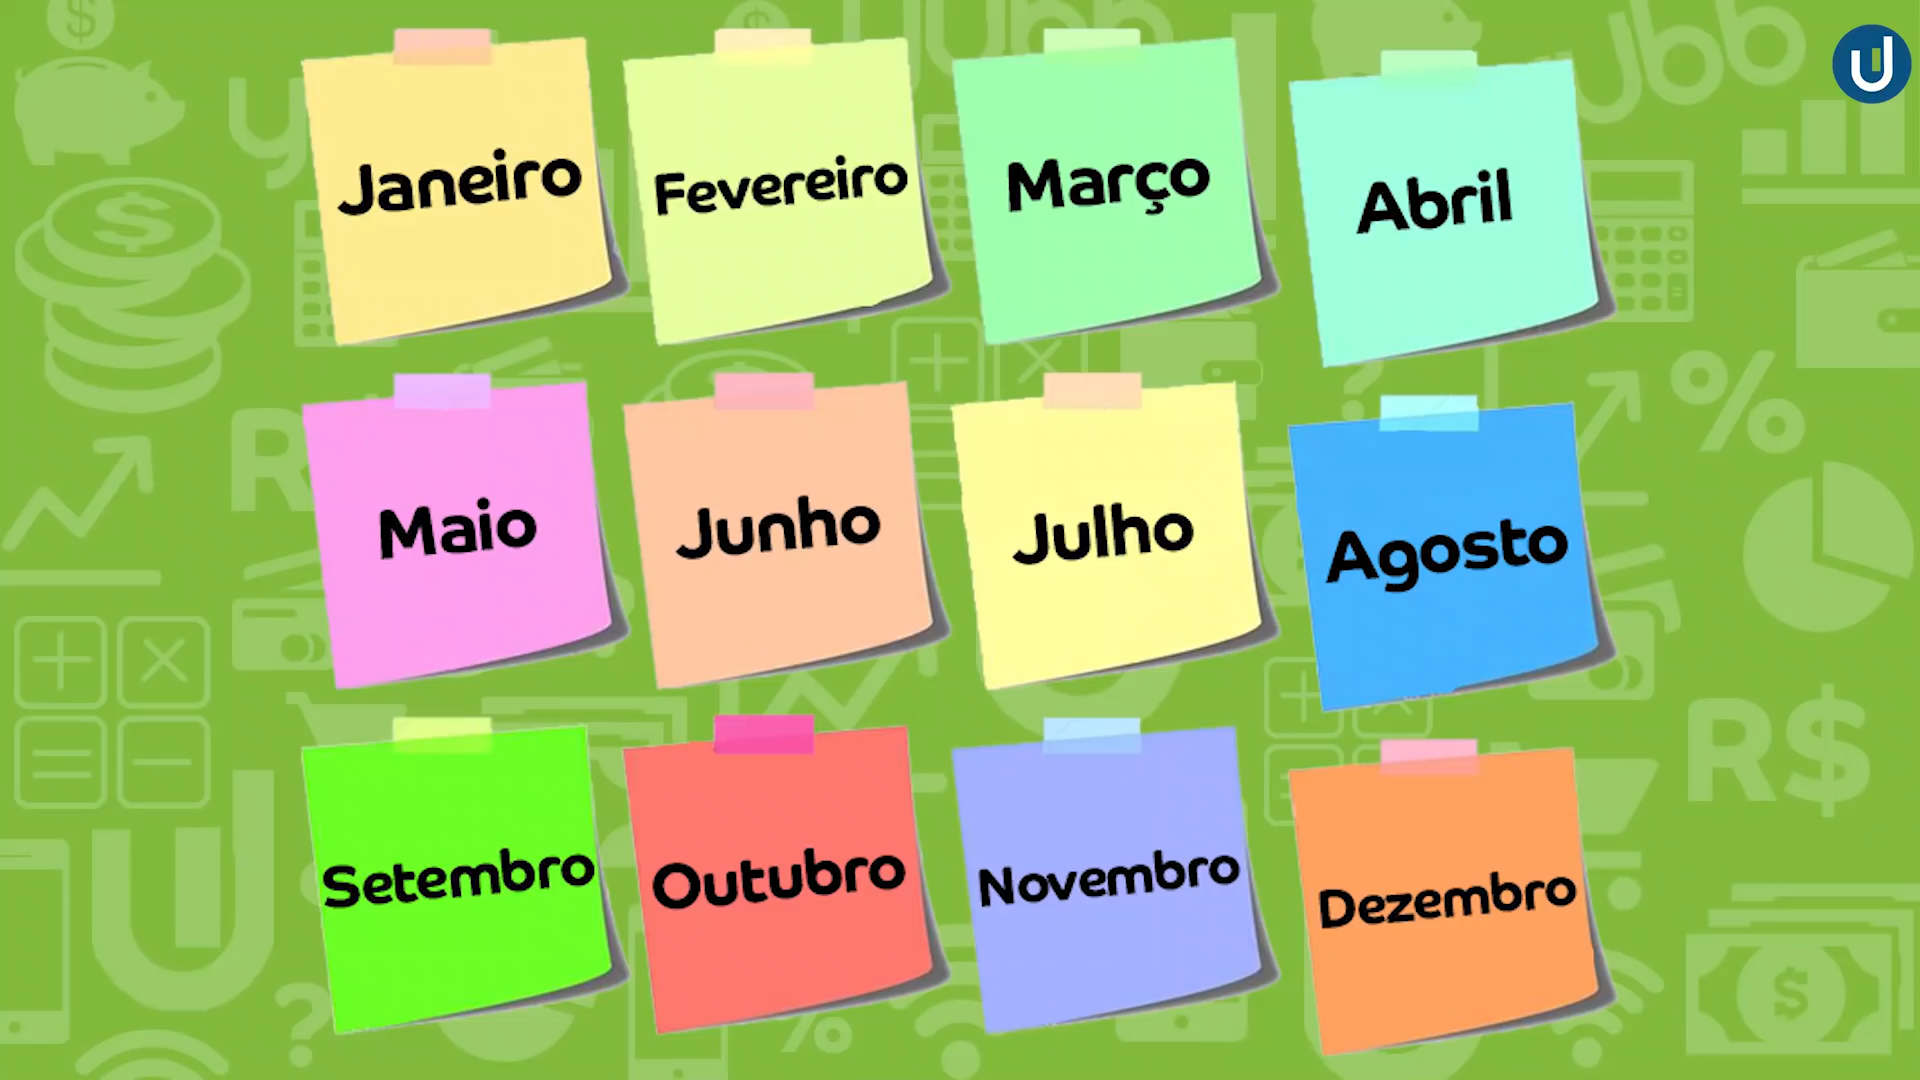 Janeiro
Fevereiro
Março
Abril
Maio
Junho
Julho
Agosto
Setembro
Outubro
Novembro
Dezembro
R$